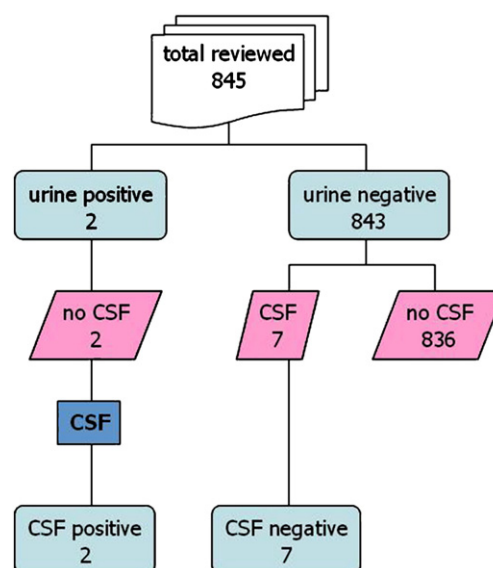 total reviewed
845
urine positive
2
urine negative
843
no CSF
2
CSF
7
no CSF
836
CSF
CSF positive
2
CSF negative
7